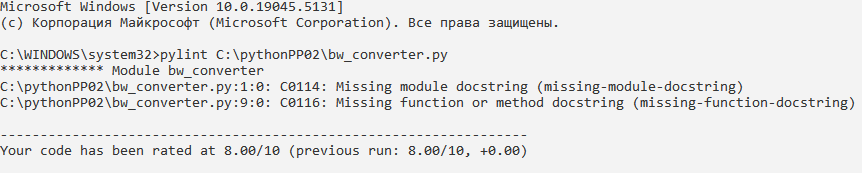 Microsoft Windows [Version 10.0.19045.5131]
(c) Корпорация Майкрософт (Microsoft Corporation). Все права защищены.
C:\WINDOWS\system32>pylint C:\pythonPP02\bw_converter.py
************* Module bw_converter
C:\pythonPP02\bw_converter.py:1:0: C0114: Missing module docstring (missing-module-docstring)
C:\pythonPP02\bw_converter.py:9:0: C0116: Missing function or method docstring (missing-function-docstring)
------------------------------------------------------------------
Your code has been rated at 8.00/10 (previous run: 8.00/10, +0.00)